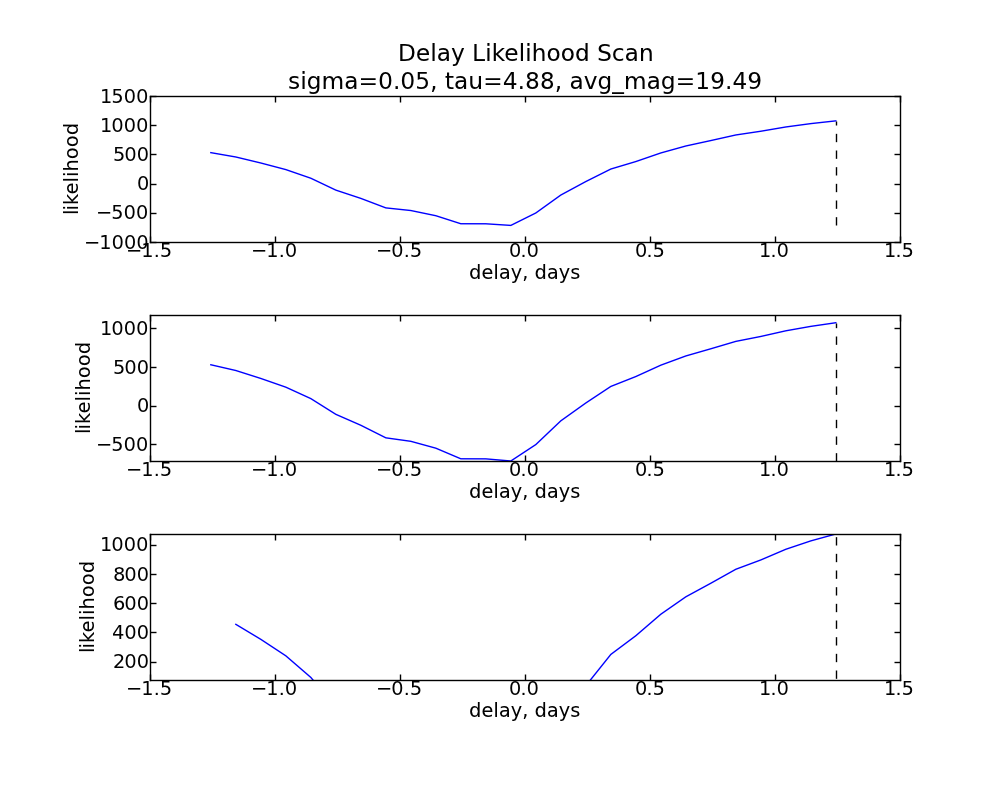 Delay Likelihood Scan
sigma=0.05, tau=4.88, avg_mag=19.49
1500
1000
500
0
−500
−1000
likelihood
−1.5 −1.0 −0.5 0.0 0.5 1.0 1.5
delay, days
1000
500
0
−500
likelihood
−1.5 −1.0 −0.5 0.0 0.5 1.0 1.5
delay, days
1000
800
600
400
200
likelihood
−1.5 −1.0 −0.5 0.0 0.5 1.0 1.5
delay, days